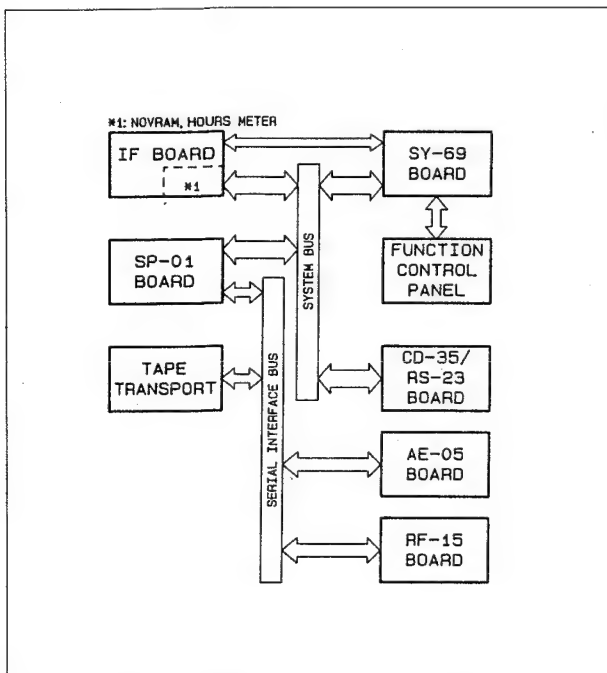 *1: NOVRAM, HOURS METER
IF BOARD
*1
SY-69
BOARD
SP-01
BOARD
SYSTEM BUS
FUNCTION
CONTROL
PANEL
TAPE
TRANSPORT
SERIAL INTERFACE BUS
CD-35/
RS-23
BOARD
AE-05
BOARD
RF-15
BOARD